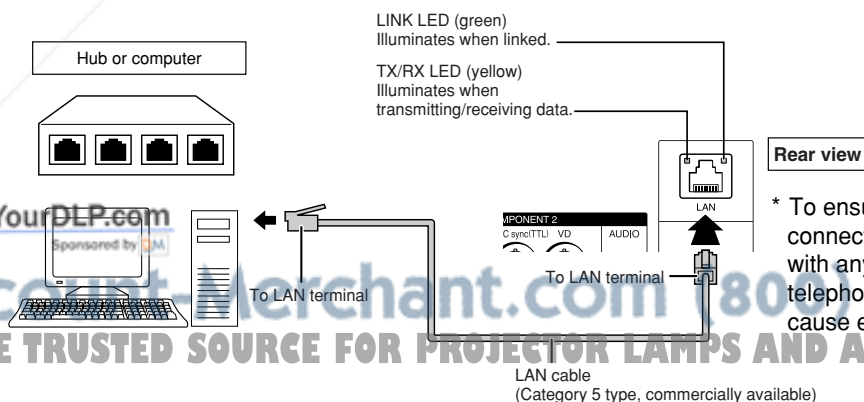 LINK LED (green)
Illuminates when linked.
Hub or computer
TX/RX LED (yellow)
Illuminates when
transmitting/receiving data.
Rear view
LAN
MPONENT 2
C sync(TTL) VD AUDIO
* To ensu
connect
with any
telepho
cause e
YourDLP.com
Sponsored by DM
To LAN terminal
To LAN terminal
count-Merchant.com (800)
E TRUSTED SOURCE FOR PROJECTOR LAMPS AND A
LAN cable
(Category 5 type, commercially available)